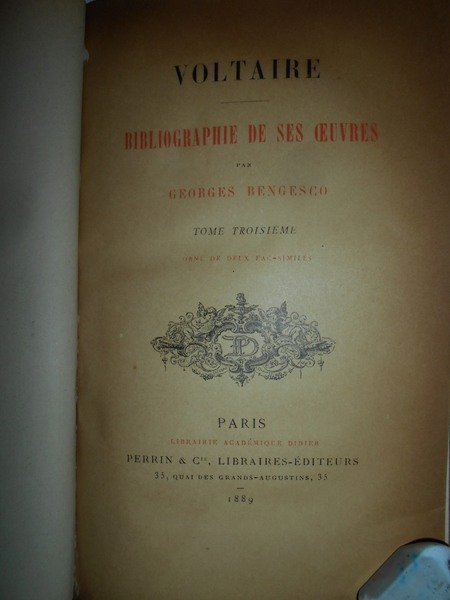 VOLTAIRE
BIBLIOGRAPHIE DE SES ŒUVRES
PAR
GEORGES BENGESCO
TOME TROISIÈME
ORNÉ DE DEUX FAC-SIMILÉS
PARIS
LIBRAIRIE ACADÉMIQUE DIDIER
PERRIN & Cie, LIBRAIRES-ÉDITEURS
35, QUAI DES GRANDS-AUGUSTINS, 35
1889